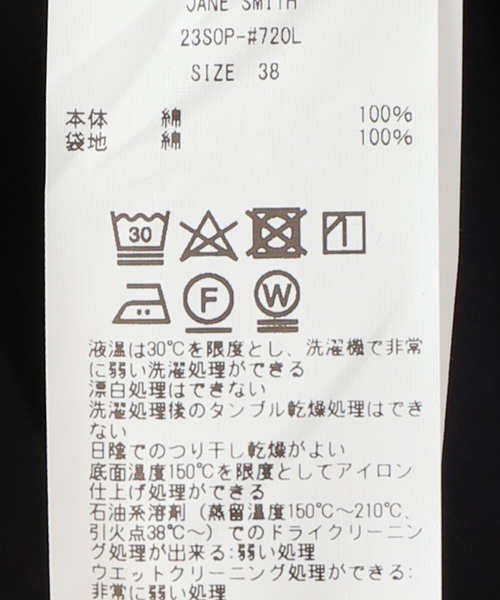 JANE SMITH
23SOP-#720L
SIZE 38
本体 綿 100%
袋地 綿 100%
30
F W
液温は30℃を限度とし、洗濯機で非常
に弱い洗濯処理ができる
漂白処理はできない
洗濯処理後のタンブル乾燥処理はでき
ない
日陰でのつり干し乾燥がよい
底面温度150℃を限度としてアイロン
仕上げ処理ができる
石油系溶剤（蒸留温度150℃～210℃、
引火点38℃～）でのドライクリーニン
グ処理が出来る:弱い処理
ウエットクリーニング処理ができる:
非常に弱い処理